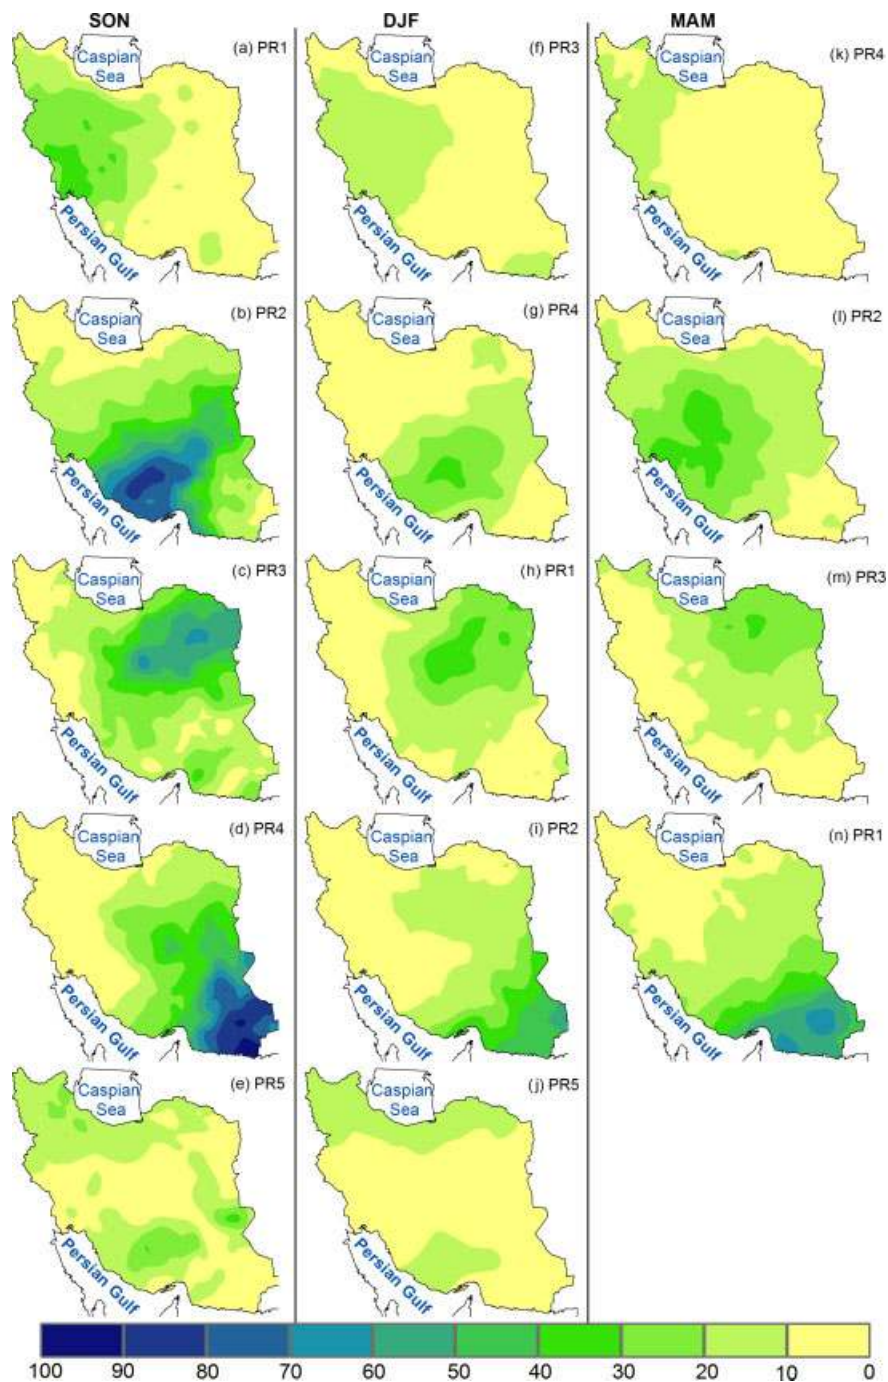 SON
DJF
MAM
(a) PR1
Caspian
Sea
Persian Gulf
(f) PR3
Caspian
Sea
Persian Gulf
(k) PR4
Caspian
Sea
Persian Gulf
(b) PR2
Caspian
Sea
Persian Gulf
(g) PR4
Caspian
Sea
Persian Gulf
(l) PR2
Caspian
Sea
Persian Gulf
(c) PR3
Caspian
Sea
Persian Gulf
(h) PR1
Caspian
Sea
Persian Gulf
(m) PR3
Caspian
Sea
Persian Gulf
(d) PR4
Caspian
Sea
Persian Gulf
(i) PR2
Caspian
Sea
Persian Gulf
(n) PR1
Caspian
Sea
Persian Gulf
(e) PR5
Caspian
Sea
Persian Gulf
(j) PR5
Caspian
Sea
Persian Gulf
100 90 80 70 60 50 40 30 20 10 0